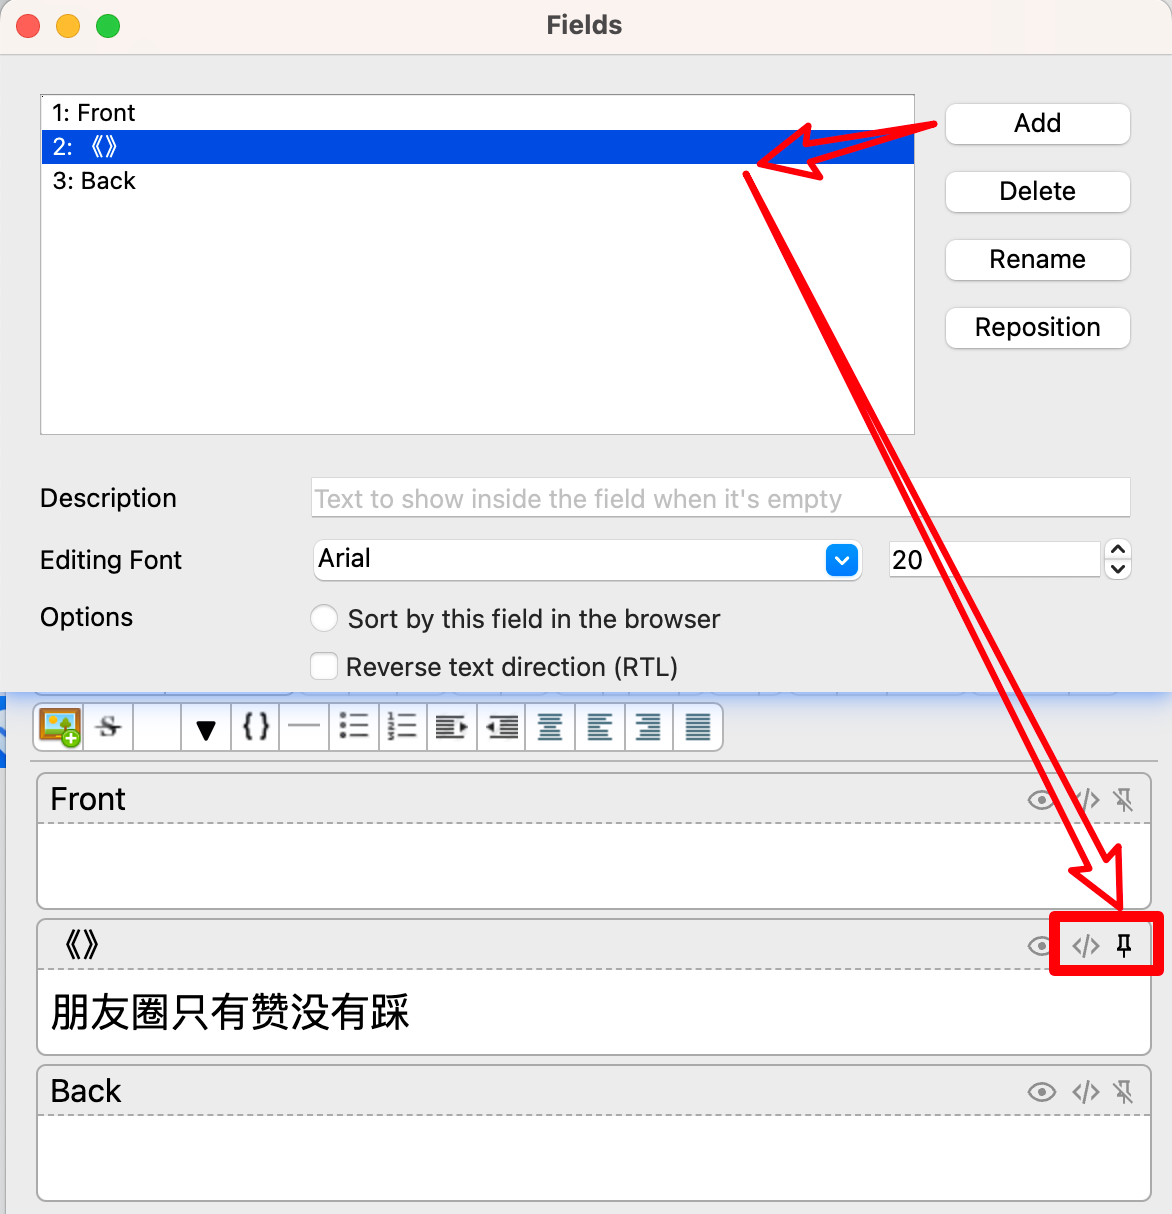 Fields
1: Front
2: 《》
3: Back
Add
Delete
Rename
Reposition
Description
Text to show inside the field when it's empty
Editing Font
Arial
20
Options
Sort by this field in the browser
Reverse text direction (RTL)
Front
《》
朋友圈只有赞没有踩
Back